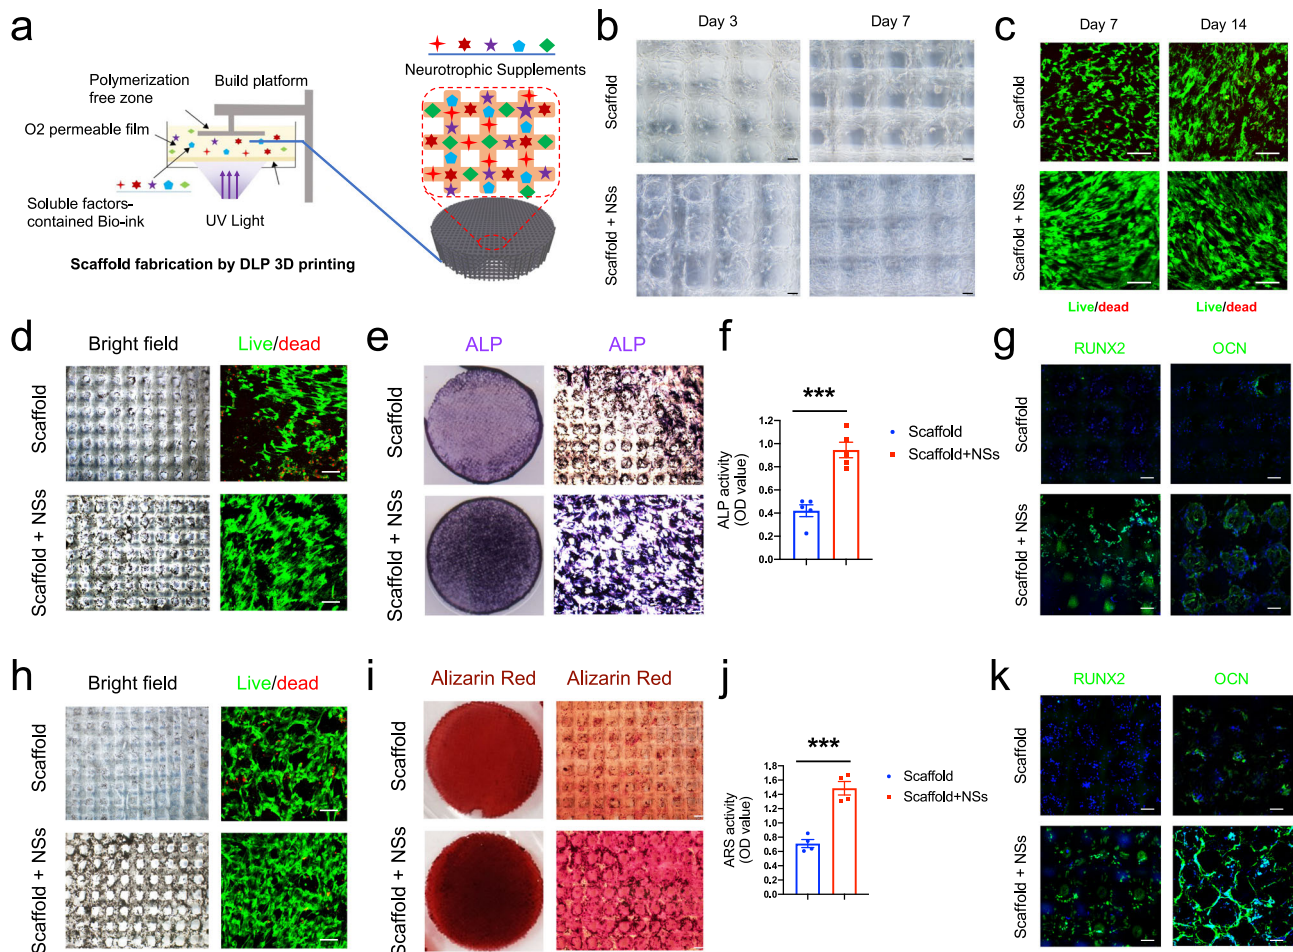 a
Neurotrophic Supplements
Polymerization
free zone
Build platform
O2 permeable film
Soluble factors-
contained Bio-ink
UV Light
Scaffold fabrication by DLP 3D printing
b
Day 3
Day 7
Scaffold
Scaffold + NSs
c
Day 7
Day 14
Scaffold
Scaffold + NSs
Live/dead
Live/dead
d
Bright field
Live/dead
Scaffold
Scaffold + NSs
e
ALP
ALP
Scaffold
Scaffold + NSs
f
***
1.2
1.0
0.8
0.6
0.4
0.2
0.0
ALP activity
(OD value)
Scaffold
Scaffold+NSs
g
RUNX2
OCN
Scaffold
Scaffold + NSs
h
Bright field
Live/dead
Scaffold
Scaffold + NSs
i
Alizarin Red
Alizarin Red
Scaffold
Scaffold + NSs
j
***
1.8
1.6
1.4
1.2
1.0
0.8
0.6
0.4
0.2
0.0
ARS activity
(OD value)
Scaffold
Scaffold+NSs
k
RUNX2
OCN
Scaffold
Scaffold + NSs